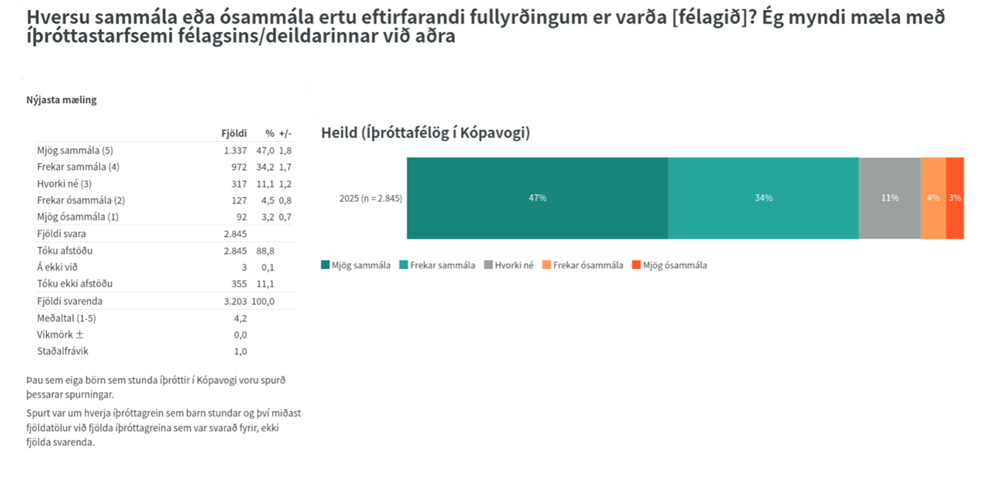 Hversu sammála eða ósammála ertu eftirfarandi fullyrðingum er varða [félagið]? Ég myndi mæla með
íþróttastarfsemi félagsins/deildarinnar við aðra
Nýjasta mæling
Fjöldi % +/-
Mjög sammála (5) 1.337 47,0 1,8
Frekar sammála (4) 972 34,2 1,7
Hvorki né (3) 317 11,1 1,2
Frekar ósammála (2) 127 4,5 0,8
Mjög ósammála (1) 92 3,2 0,7
Fjöldi svara 2.845
Tóku afstöðu 2.845 88,8
Á ekki við 3 0,1
Tóku ekki afstöðu 355 11,1
Fjöldi svarenda 3.203 100,0
Meðaltal (1-5) 4,2
Vikmörk ± 0,0
Staðalfrávik 1,0
Þau sem eiga börn sem stunda íþróttir í Kópavogi voru spurð
þessarar spurningar.
Spurt var um hverja íþróttagrein sem barn stundar og því miðast
fjöldatölur við fjölda íþróttagreina sem var svarað fyrir, ekki
fjölda svarenda.
Heild (Íþróttafélög í Kópavogi)
2025 (n = 2.845) 47% 34% 11% 4% 3%
Mjög sammála Frekar sammála Hvorki né Frekar ósammála Mjög ósammála